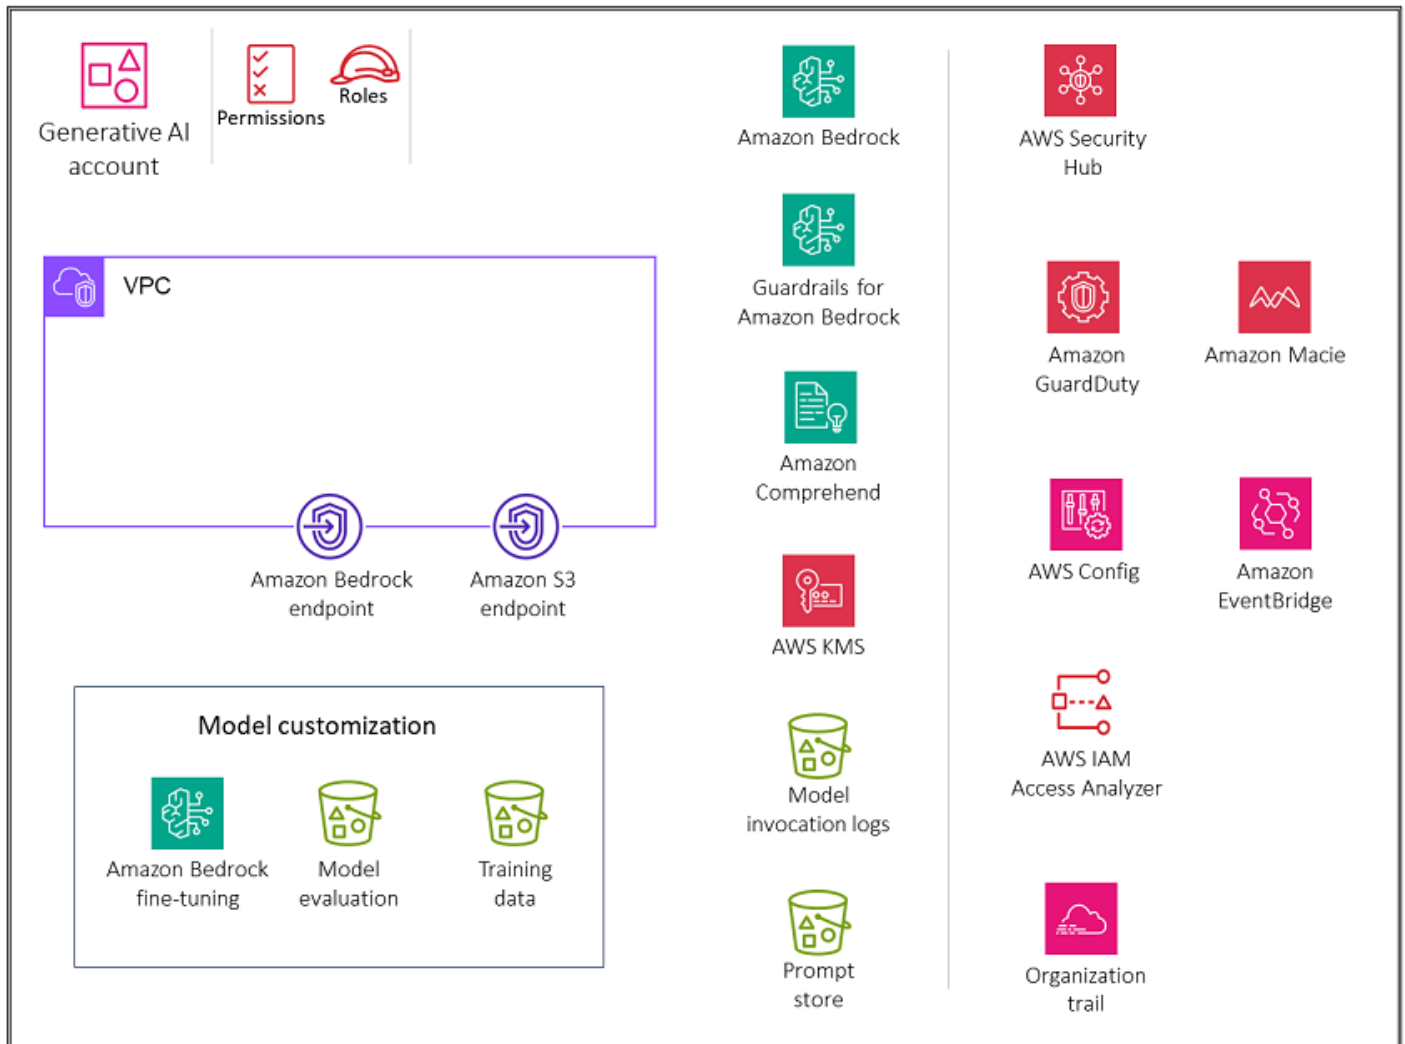 Generative AI
account
Permissions
Roles
VPC
Amazon Bedrock
endpoint
Amazon S3
endpoint
Model customization
Amazon Bedrock
fine-tuning
Model
evaluation
Training
data
Amazon Bedrock
Guardrails for
Amazon Bedrock
Amazon
Comprehend
AWS KMS
Model
invocation logs
Prompt
store
AWS Security
Hub
Amazon
GuardDuty
Amazon Macie
AWS Config
Amazon
EventBridge
AWS IAM
Access Analyzer
Organization
trail